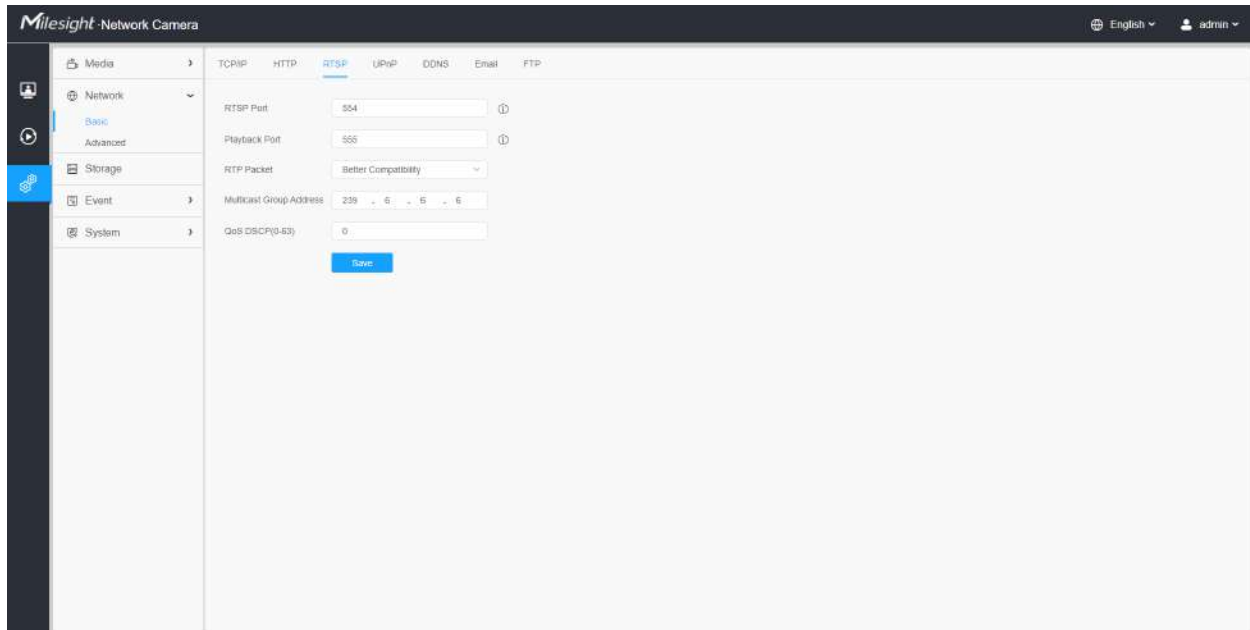 Milesight Network Camera
English
admin
Media
TCP/IP HTTP RTSP UPnP DDNS Email FTP
Network
Basic
Advanced
Storage
Event
System
RTSP Port 554
Playback Port 555
RTP Packet Better Compatibility
Multicast Group Address 239 . 6 . 6 . 6
QoS DSCP(0-63) 0
Save